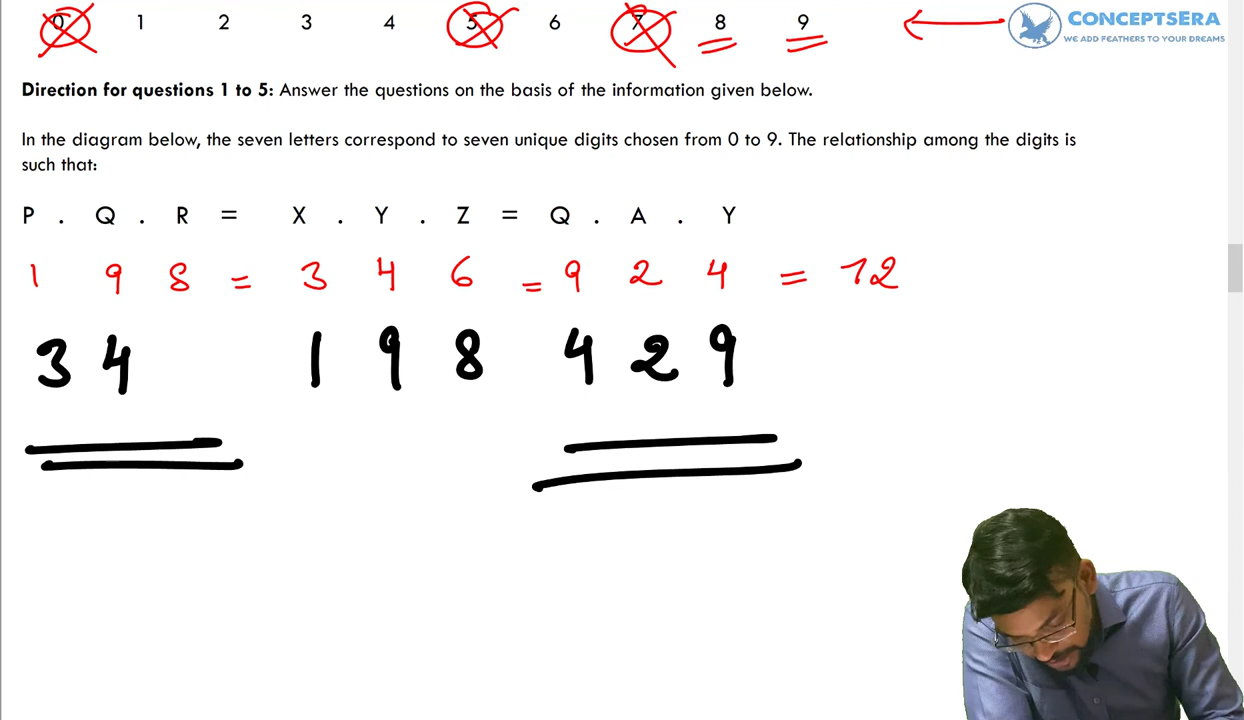 0 1 2 3 4 5 6 7 8 9
CONCEPTSERA
WE ADD FEATHERS TO YOUR DREAMS
Direction for questions 1 to 5: Answer the questions on the basis of the information given below.
In the diagram below, the seven letters correspond to seven unique digits chosen from 0 to 9. The relationship among the digits is
such that:
P . Q . R = X . Y . Z = Q . A . Y
1 9 8 = 3 4 6 = 9 2 4 = 72
3 4 1 9 8 4 2 9